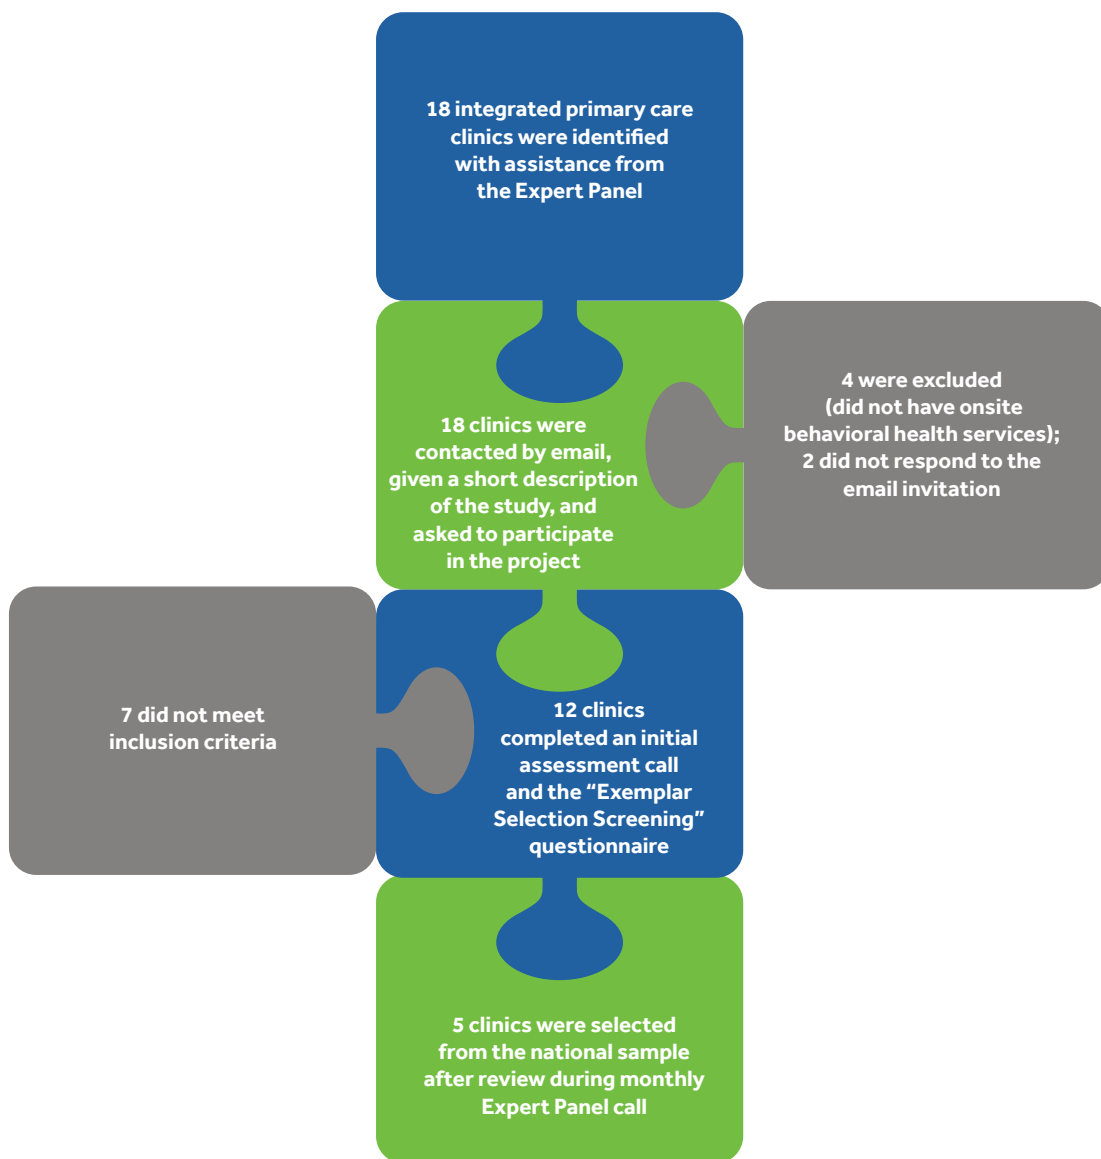 18 integrated primary care
clinics were identified
with assistance from
the Expert Panel
18 clinics were
contacted by email,
given a short description
of the study, and
asked to participate
in the project
4 were excluded
(did not have onsite
behavioral health services);
2 did not respond to the
email invitation
12 clinics
completed an initial
assessment call
and the “Exemplar
Selection Screening”
questionnaire
7 did not meet
inclusion criteria
5 clinics were selected
from the national sample
after review during monthly
Expert Panel call